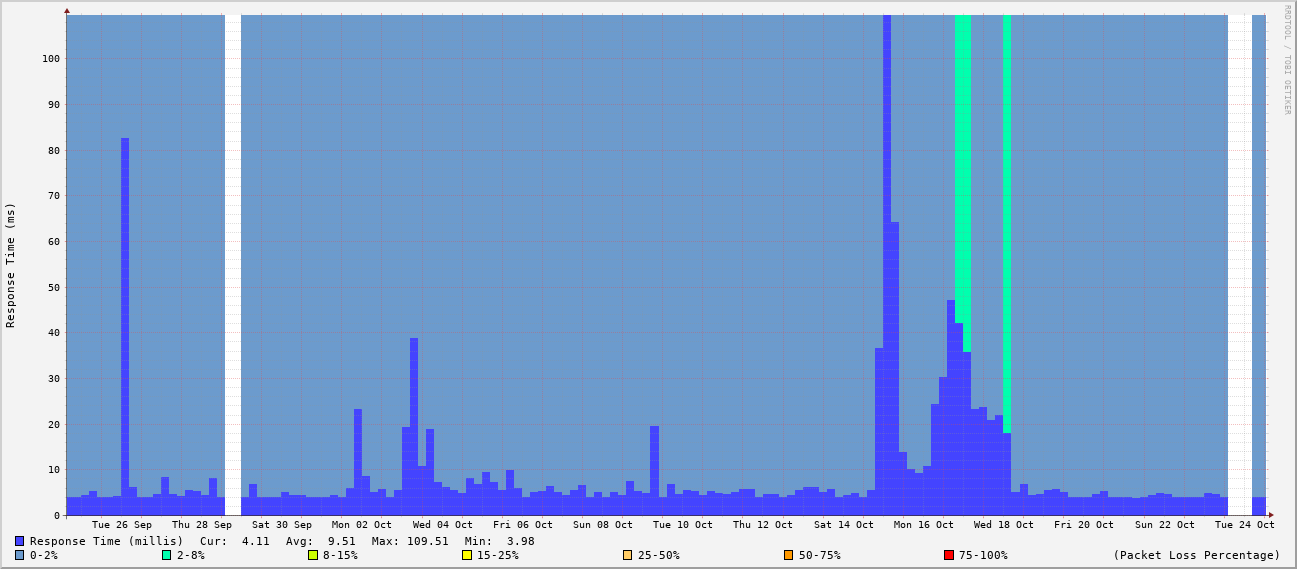 RRDTOOL / TOBI OETIKER
Response Time (ms)
100
90
80
70
60
50
40
30
20
10
0
Tue 26 Sep Thu 28 Sep Sat 30 Sep Mon 02 Oct Wed 04 Oct Fri 06 Oct Sun 08 Oct Tue 10 Oct Thu 12 Oct Sat 14 Oct Mon 16 Oct Wed 18 Oct Fri 20 Oct Sun 22 Oct Tue 24 Oct
Response Time (millis) Cur: 4.11 Avg: 9.51 Max: 109.51 Min: 3.98
0-2% 2-8% 8-15% 15-25% 25-50% 50-75% 75-100% (Packet Loss Percentage)